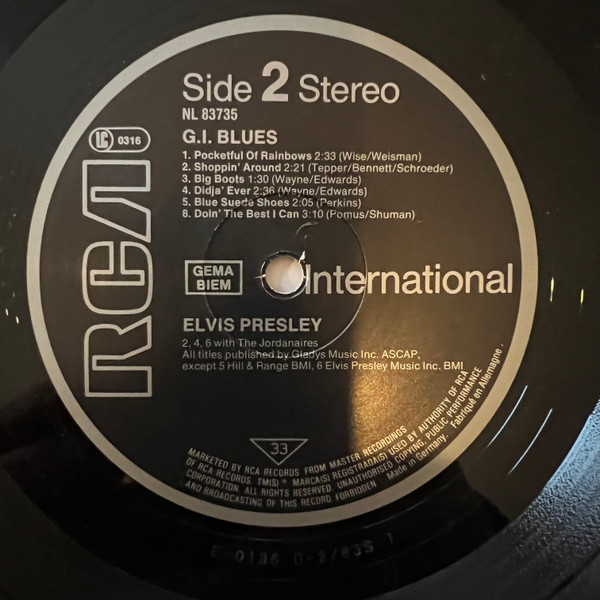 Side 2 Stereo
NL 83735
G.I. BLUES
LC 0316
1. Pocketful Of Rainbows 2:33 (Wise/Weisman)
2. Shoppin' Around 2:21 (Tepper/Bennett/Schroeder)
3. Big Boots 1:30 (Wayne/Edwards)
4. Didja' Ever 2:36 (Wayne/Edwards)
5. Blue Suede Shoes 2:05 (Perkins)
8. Doin' The Best I Can 3:10 (Pomus/Shuman)
RCA
GEMA
BIEM
International
ELVIS PRESLEY
2, 4, 6 with The Jordanaires
All titles published by Gladys Music Inc. ASCAP,
except 5 Hill & Range BMI, 6 Elvis Presley Music Inc. BMI
33
MARKETED BY RCA RECORDS FROM MASTER RECORDINGS
OF RCA RECORDS. TM(S) ® MARCA(S) REGISTRADA(S) USED BY AUTHORITY OF RCA
CORPORATION. ALL RIGHTS RESERVED. UNAUTHORISED COPYING, PUBLIC PERFORMANCE
AND BROADCASTING OF THIS RECORD FORBIDDEN Made in Germany. Fabriqué en Allemagne.